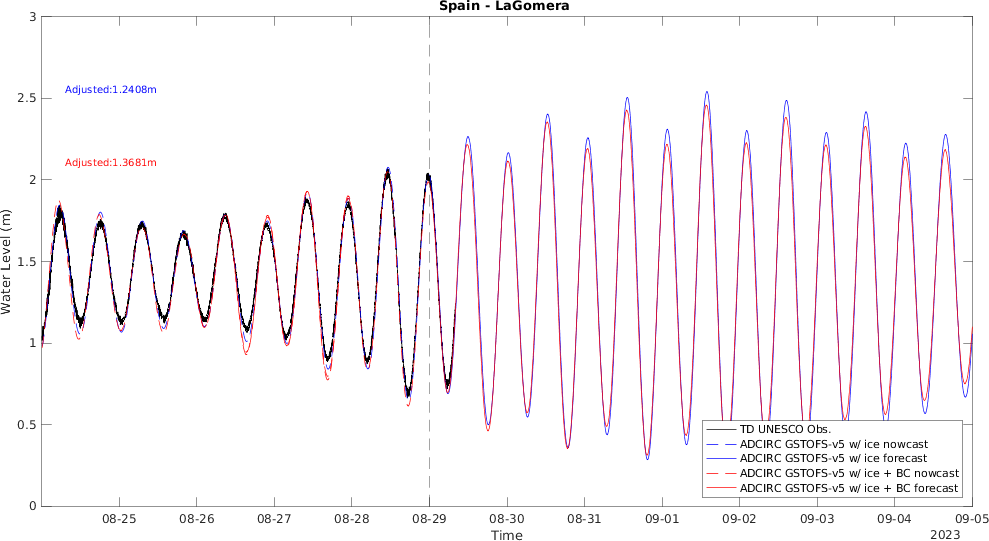 Spain - LaGomera
3
2.5
2
1.5
1
0.5
0
Water Level (m)
Adjusted:1.2408m
Adjusted:1.3681m
TD UNESCO Obs.
ADCIRC GSTOFS-v5 w/ ice nowcast
ADCIRC GSTOFS-v5 w/ ice forecast
ADCIRC GSTOFS-v5 w/ ice + BC nowcast
ADCIRC GSTOFS-v5 w/ ice + BC forecast
08-25 08-26 08-27 08-28 08-29 08-30 08-31 09-01 09-02 09-03 09-04 09-05
Time
2023